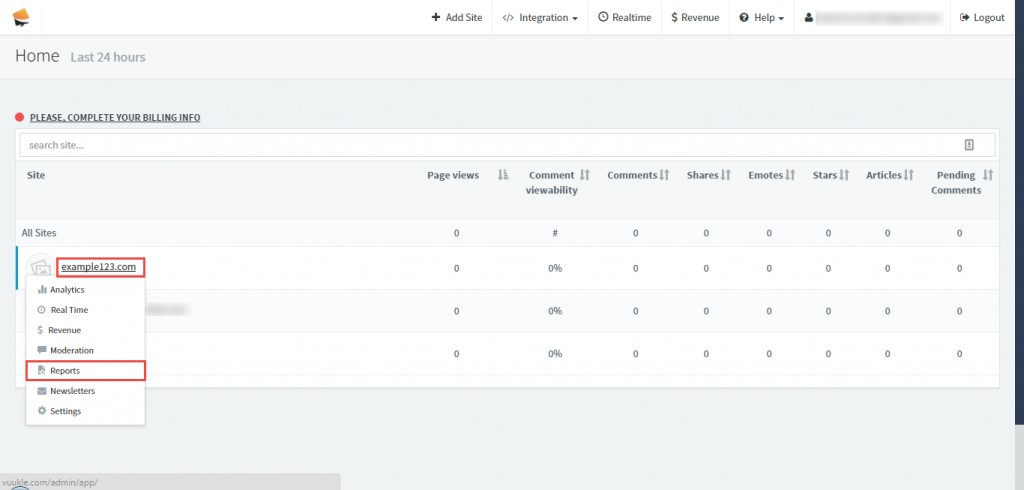 Add Site
</> Integration
Realtime
$ Revenue
Help
Logout
Home Last 24 hours
PLEASE, COMPLETE YOUR BILLING INFO
search site...
Site Page views Comment viewability Comments Shares Emotes Stars Articles Pending Comments
All Sites 0 # 0 0 0 0 0 0
example123.com 0 0% 0 0 0 0 0 0
Analytics
Real Time 0 0% 0 0 0 0 0 0
$ Revenue
Moderation 0 0% 0 0 0 0 0 0
Reports
Newsletters
Settings
vuukle.com/admin/app/